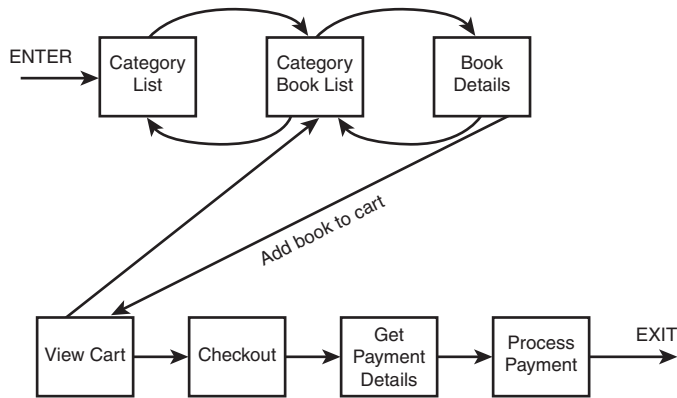 ENTER
Category
List
Category
Book List
Book
Details
Add book to cart
View Cart
Checkout
Get
Payment
Details
Process
Payment
EXIT